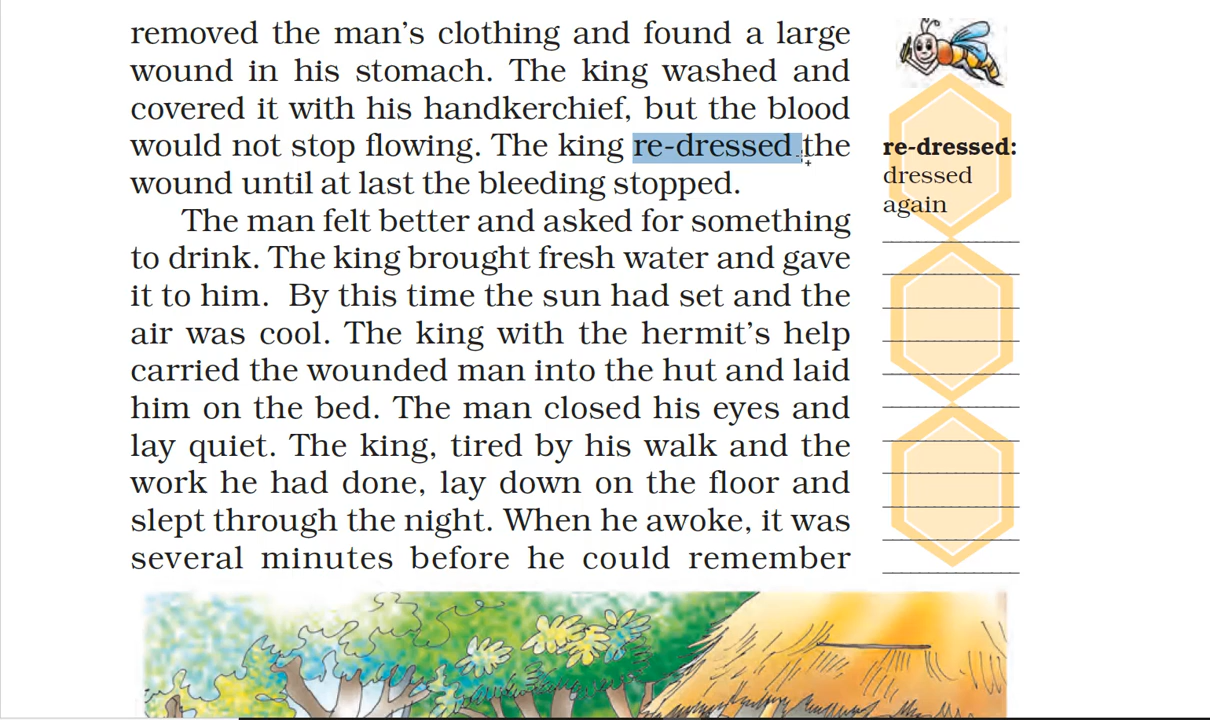 removed the man's clothing and found a large
wound in his stomach. The king washed and
covered it with his handkerchief, but the blood
would not stop flowing. The king re-dressed the
wound until at last the bleeding stopped.
The man felt better and asked for something
to drink. The king brought fresh water and gave
it to him. By this time the sun had set and the
air was cool. The king with the hermit's help
carried the wounded man into the hut and laid
him on the bed. The man closed his eyes and
lay quiet. The king, tired by his walk and the
work he had done, lay down on the floor and
slept through the night. When he awoke, it was
several minutes before he could remember
re-dressed:
dressed
again